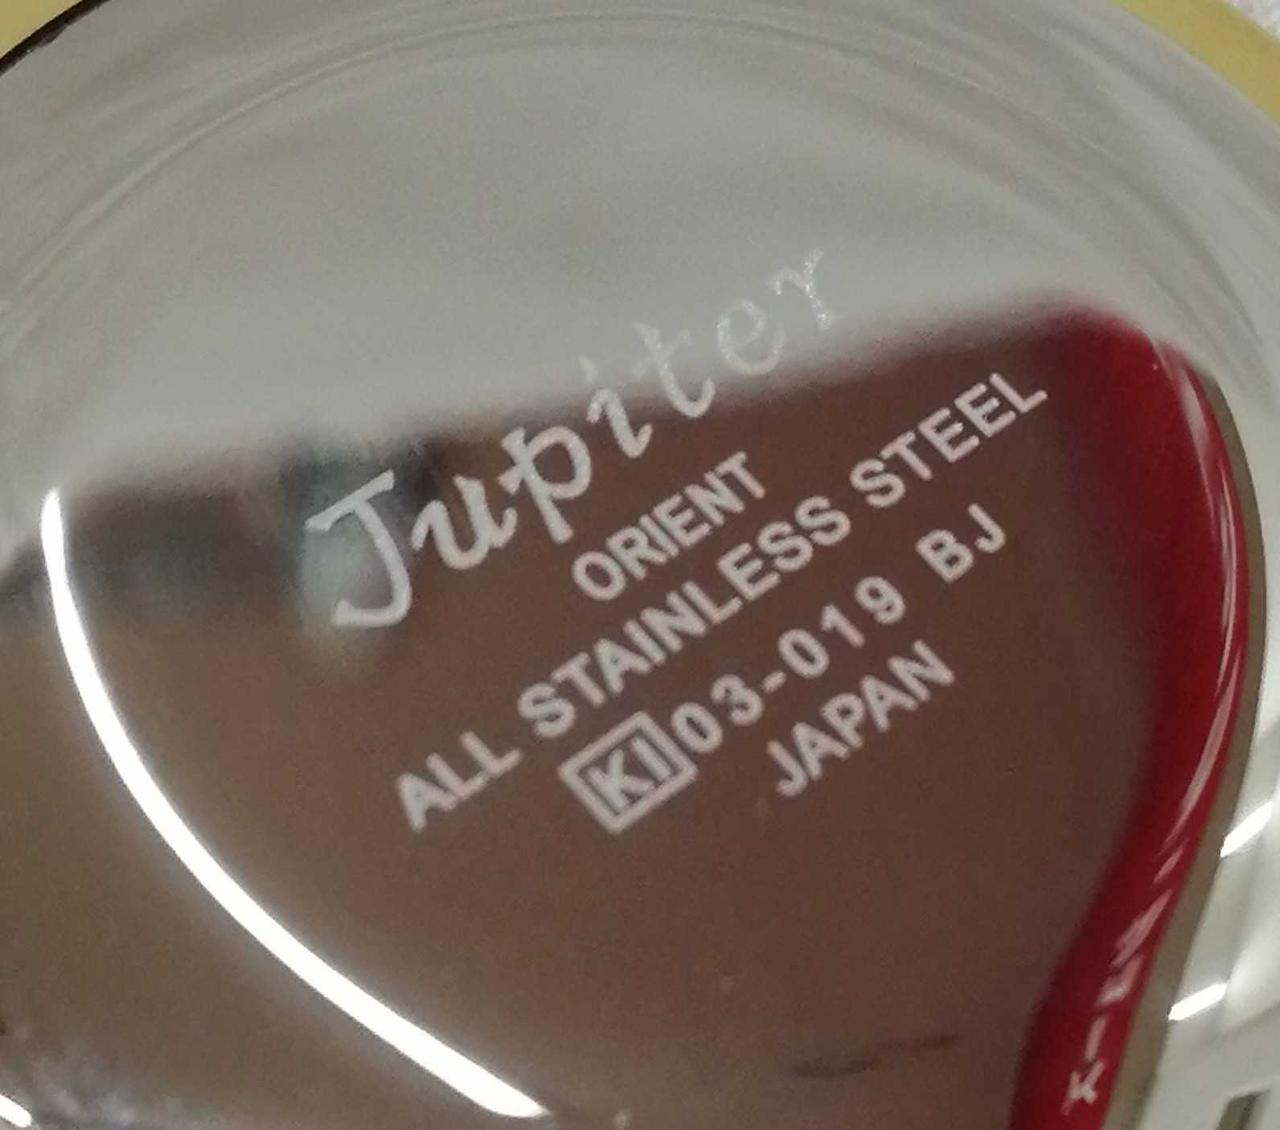 Jupiter
ORIENT
ALL STAINLESS STEEL
KI 03-019 BJ
JAPAN